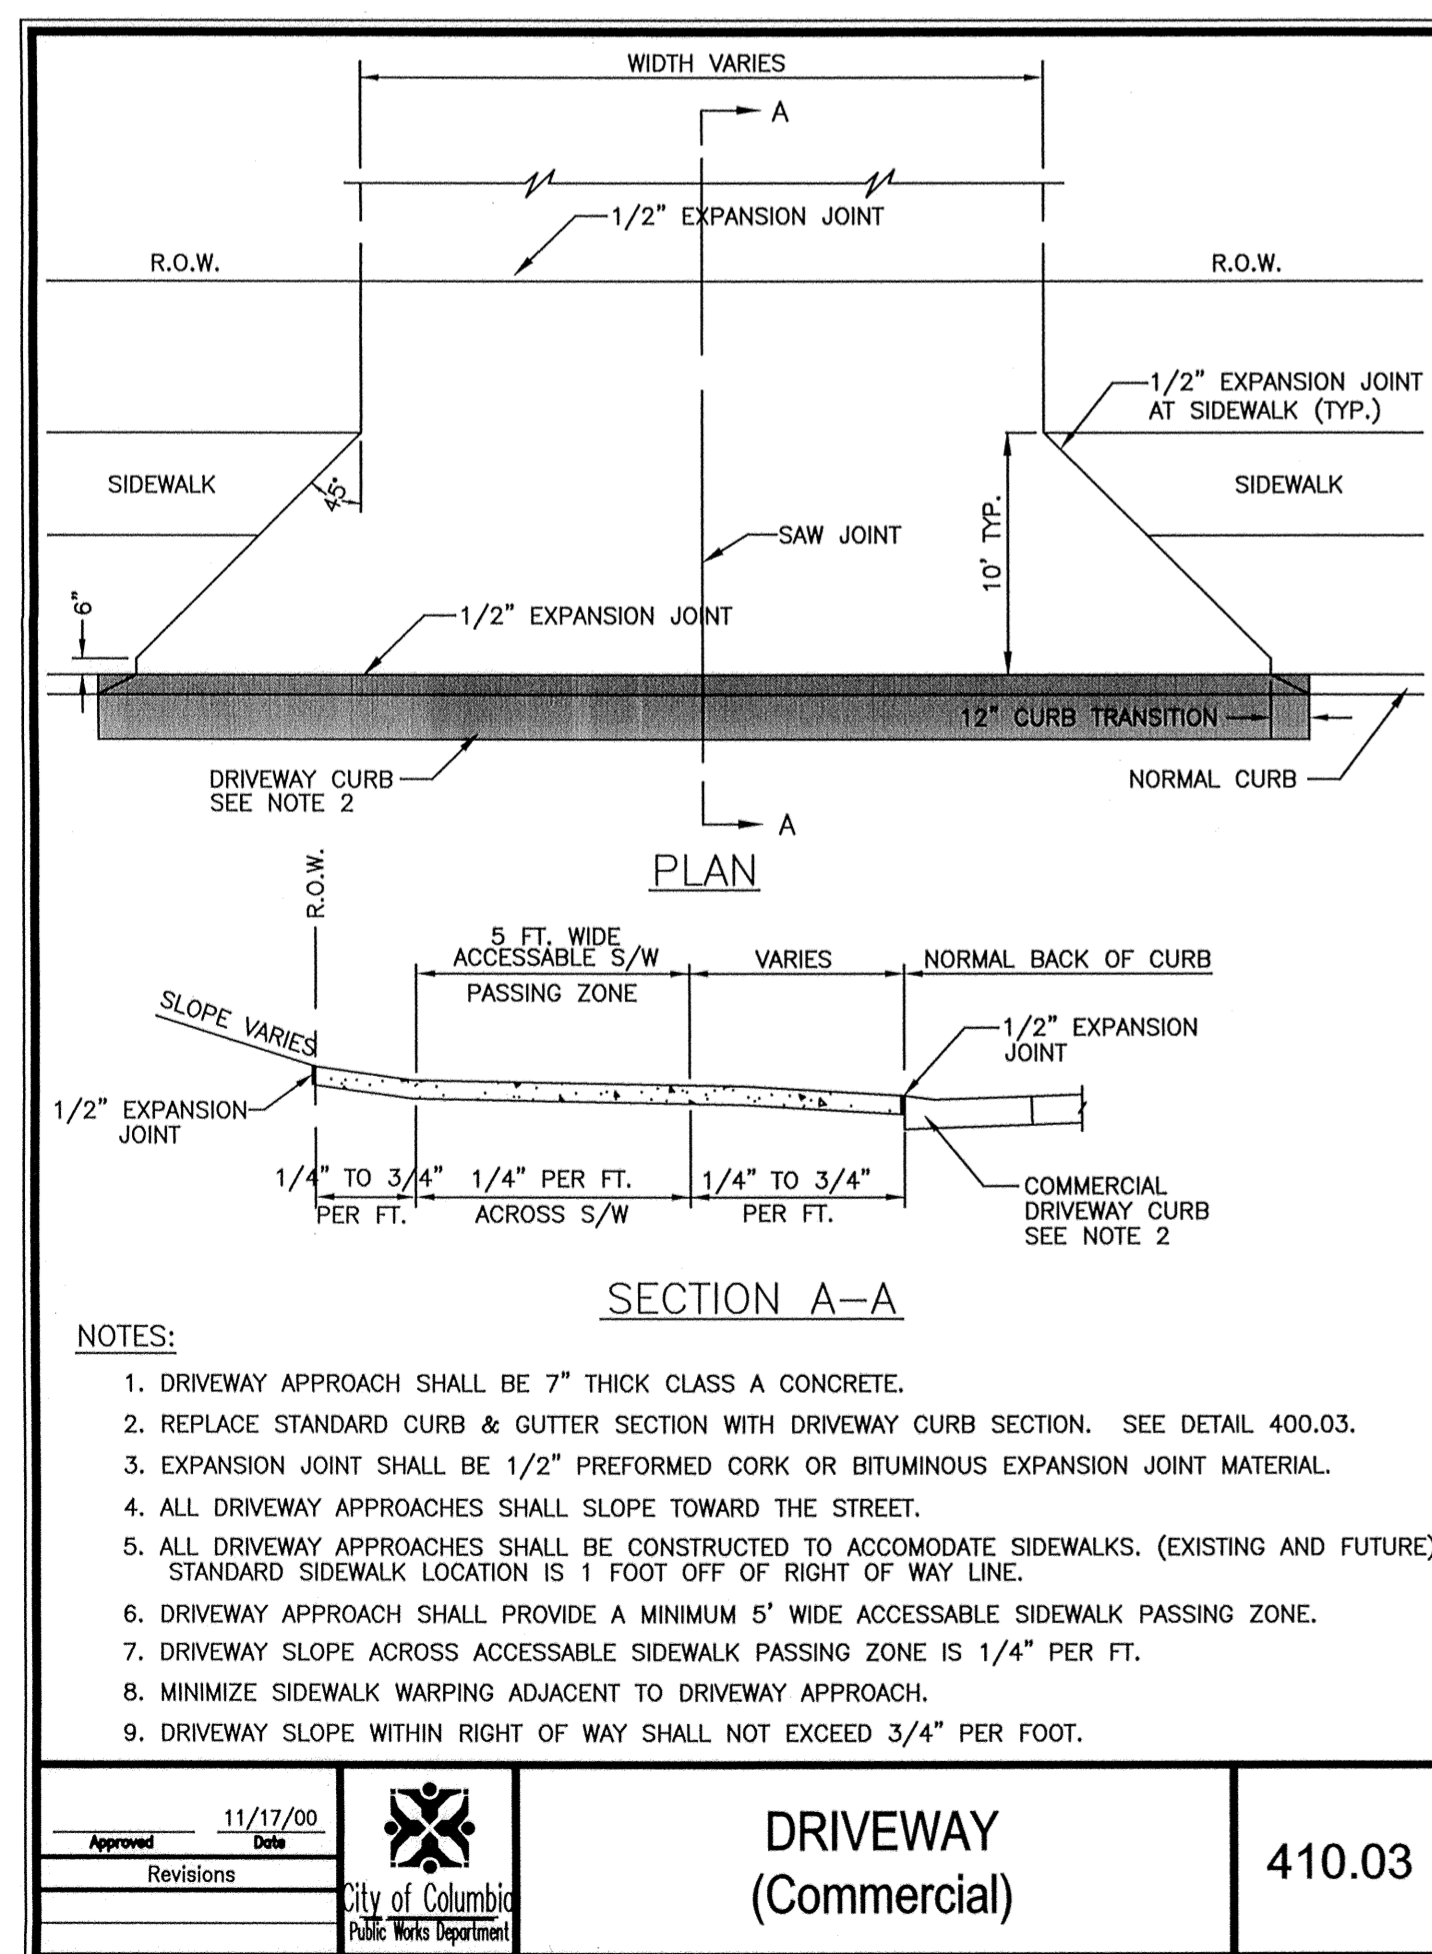 WIDTH VARIES
A
1/2" EXPANSION JOINT
R.O.W.
R.O.W.
1/2" EXPANSION JOINT
AT SIDEWALK (TYP.)
SIDEWALK
45°
SIDEWALK
SAW JOINT
10' TYP.
6"
1/2" EXPANSION JOINT
12" CURB TRANSITION
DRIVEWAY CURB
SEE NOTE 2
NORMAL CURB
A
PLAN
R.O.W.
5 FT. WIDE
ACCESSABLE S/W
PASSING ZONE
VARIES
NORMAL BACK OF CURB
SLOPE VARIES
1/2" EXPANSION
JOINT
1/2" EXPANSION
JOINT
1/4" TO 3/4"
PER FT.
1/4" PER FT.
ACROSS S/W
1/4" TO 3/4"
PER FT.
COMMERCIAL
DRIVEWAY CURB
SEE NOTE 2
SECTION A-A
NOTES:
1. DRIVEWAY APPROACH SHALL BE 7" THICK CLASS A CONCRETE.
2. REPLACE STANDARD CURB & GUTTER SECTION WITH DRIVEWAY CURB SECTION. SEE DETAIL 400.03.
3. EXPANSION JOINT SHALL BE 1/2" PREFORMED CORK OR BITUMINOUS EXPANSION JOINT MATERIAL.
4. ALL DRIVEWAY APPROACHES SHALL SLOPE TOWARD THE STREET.
5. ALL DRIVEWAY APPROACHES SHALL BE CONSTRUCTED TO ACCOMODATE SIDEWALKS. (EXISTING AND FUTURE)
STANDARD SIDEWALK LOCATION IS 1 FOOT OFF OF RIGHT OF WAY LINE.
6. DRIVEWAY APPROACH SHALL PROVIDE A MINIMUM 5' WIDE ACCESSABLE SIDEWALK PASSING ZONE.
7. DRIVEWAY SLOPE ACROSS ACCESSABLE SIDEWALK PASSING ZONE IS 1/4" PER FT.
8. MINIMIZE SIDEWALK WARPING ADJACENT TO DRIVEWAY APPROACH.
9. DRIVEWAY SLOPE WITHIN RIGHT OF WAY SHALL NOT EXCEED 3/4" PER FOOT.
11/17/00
Approved Date
Revisions
City of Columbia
Public Works Department
DRIVEWAY
(Commercial)
410.03